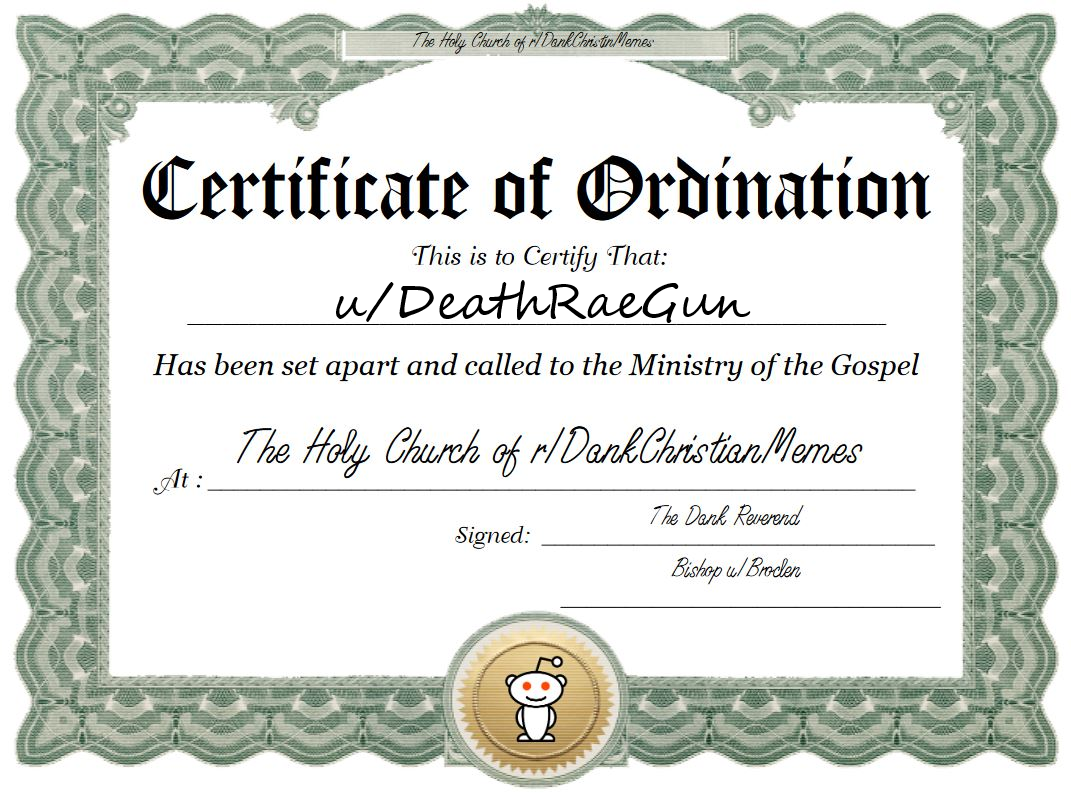 The Holy Church of r/DankChristinMemes
Certificate of Ordination
This is to Certify That:
u/DeathRaeGun
Has been set apart and called to the Ministry of the Gospel
The Holy Church of r/DankChristianMemes
At :
The Dank Reverend
Signed:
Bishop u/Broclen